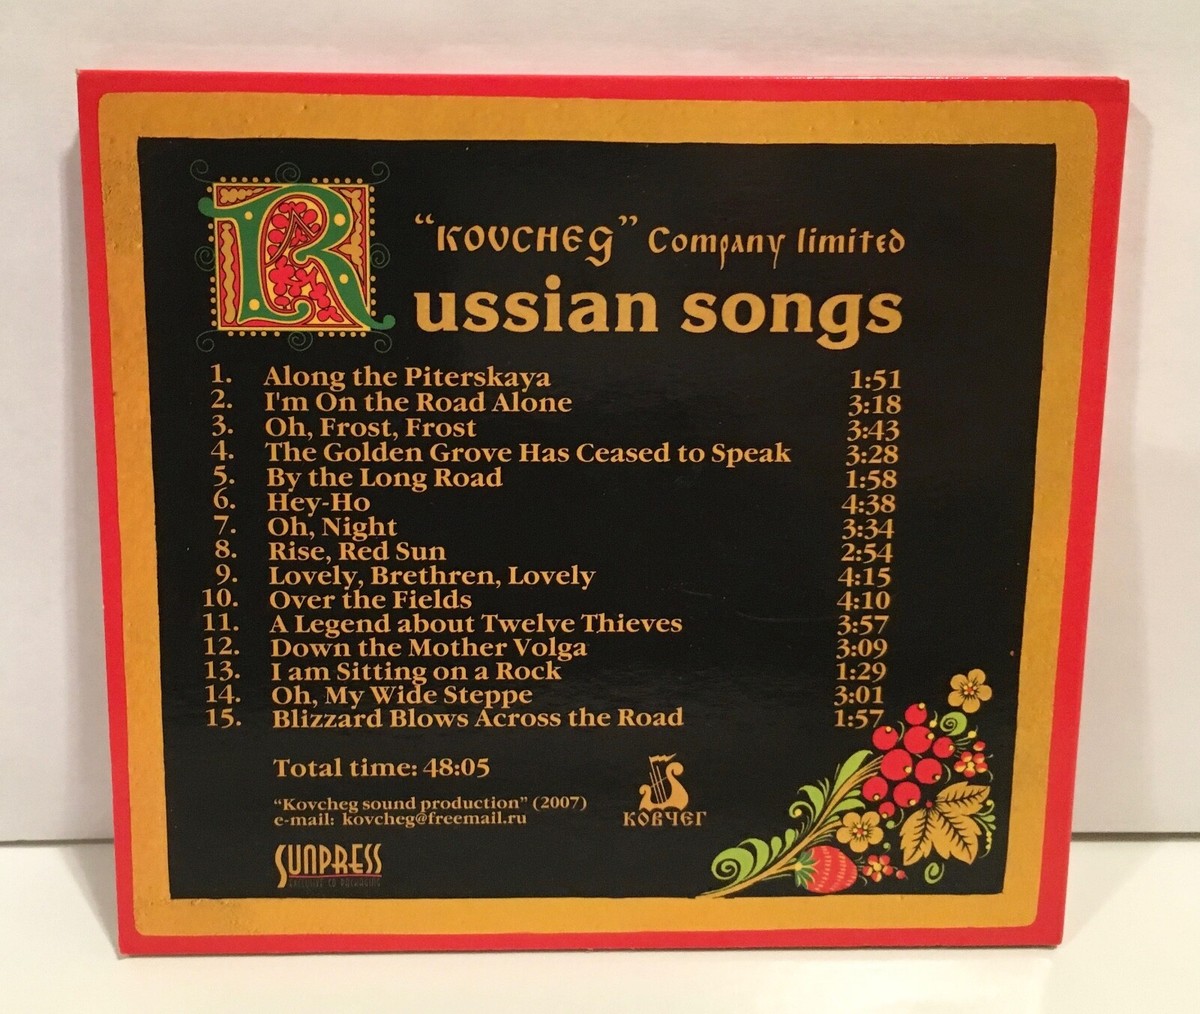 "KOVCHEG" Company limited
Russian songs
1. Along the Piterskaya 1:51
2. I'm On the Road Alone 3:18
3. Oh, Frost, Frost 3:43
4. The Golden Grove Has Ceased to Speak 3:28
5. By the Long Road 1:58
6. Hey-Ho 4:38
7. Oh, Night 3:34
8. Rise, Red Sun 2:54
9. Lovely, Brethren, Lovely 4:15
10. Over the Fields 4:10
11. A Legend about Twelve Thieves 3:57
12. Down the Mother Volga 3:09
13. I am Sitting on a Rock 1:29
14. Oh, My Wide Steppe 3:01
15. Blizzard Blows Across the Road 1:57
Total time: 48:05
"Kovcheg sound production" (2007)
e-mail: kovcheg@freemail.ru
КОВЧЕГ
SUNPRESS
CD PACKAGING